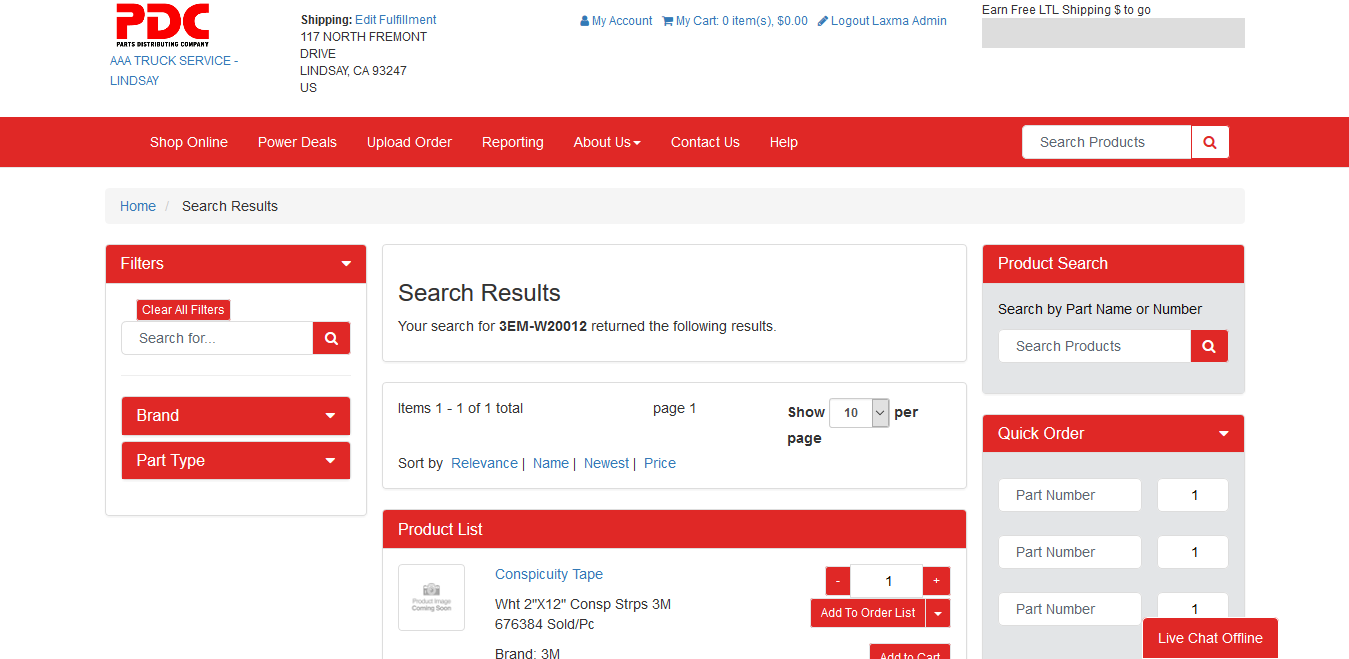 PDC
PARTS DISTRIBUTING COMPANY
AAA TRUCK SERVICE -
LINDSAY
Shipping: Edit Fulfillment
117 NORTH FREMONT
DRIVE
LINDSAY, CA 93247
US
My Account My Cart: 0 item(s), $0.00 Logout Laxma Admin
Earn Free LTL Shipping $ to go
Shop Online Power Deals Upload Order Reporting About Us Contact Us Help
Search Products
Home / Search Results
Filters
Clear All Filters
Search for...
Brand
Part Type
Search Results
Your search for 3EM-W20012 returned the following results.
Items 1 - 1 of 1 total
page 1
Show 10 per
page
Sort by Relevance | Name | Newest | Price
Product List
Product Image
Coming Soon
Conspicuity Tape
Wht 2"X12" Consp Strps 3M
676384 Sold/Pc
Brand: 3M
- 1 +
Add To Order List
Add to Cart
Product Search
Search by Part Name or Number
Search Products
Quick Order
Part Number 1
Part Number 1
Part Number 1
Live Chat Offline